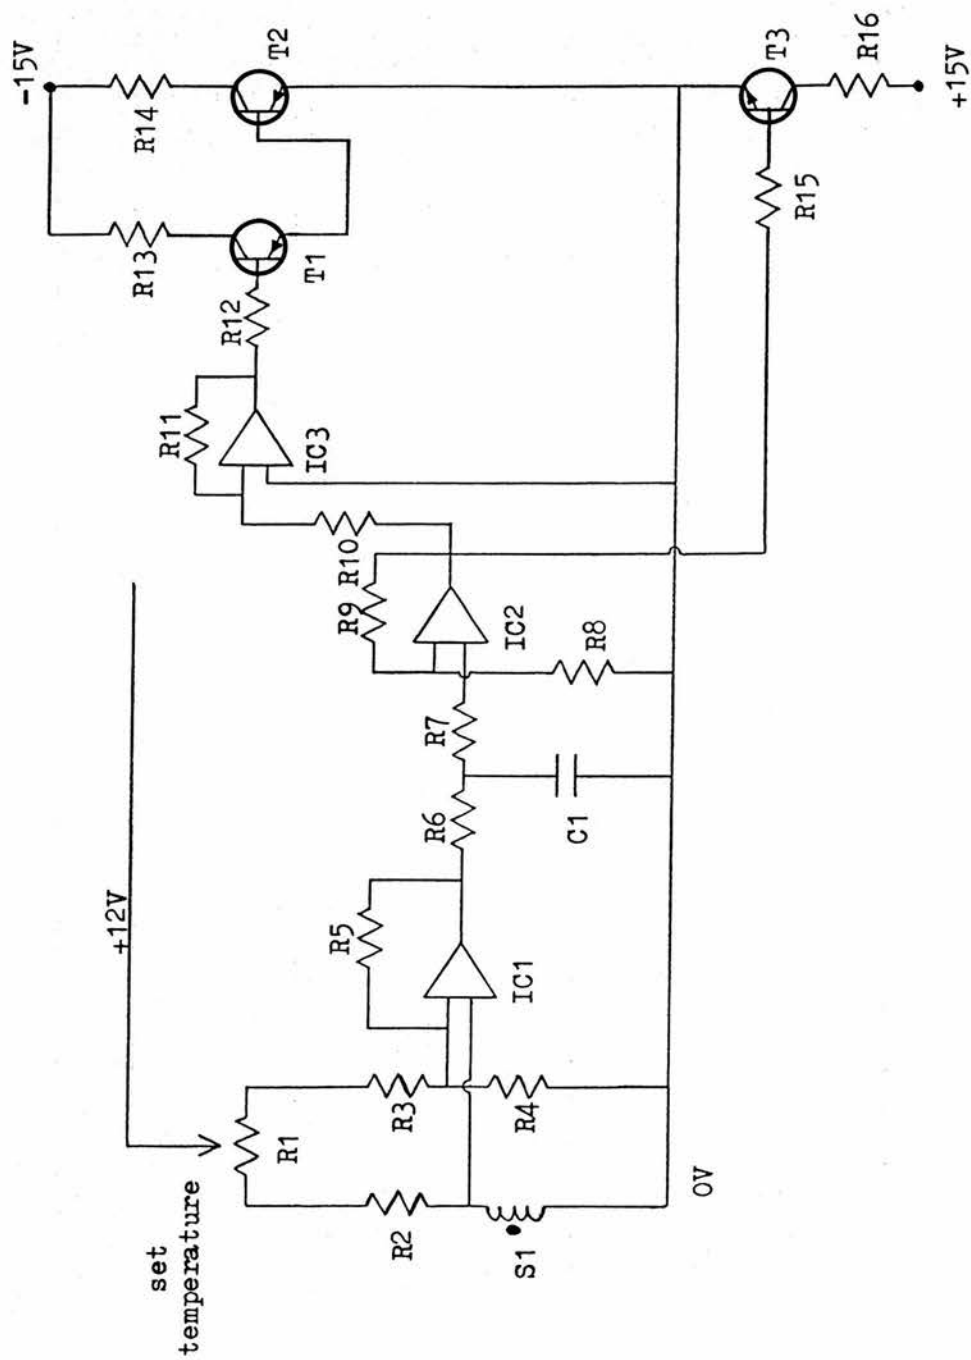 -15V
R14
T2
R13
T1
R12
R11
IC3
R10
R9
IC2
R8
R7
R6
C1
R5
IC1
+12V
R3
R4
R1
R2
S1
set
temperature
0V
T3
R16
+15V
R15